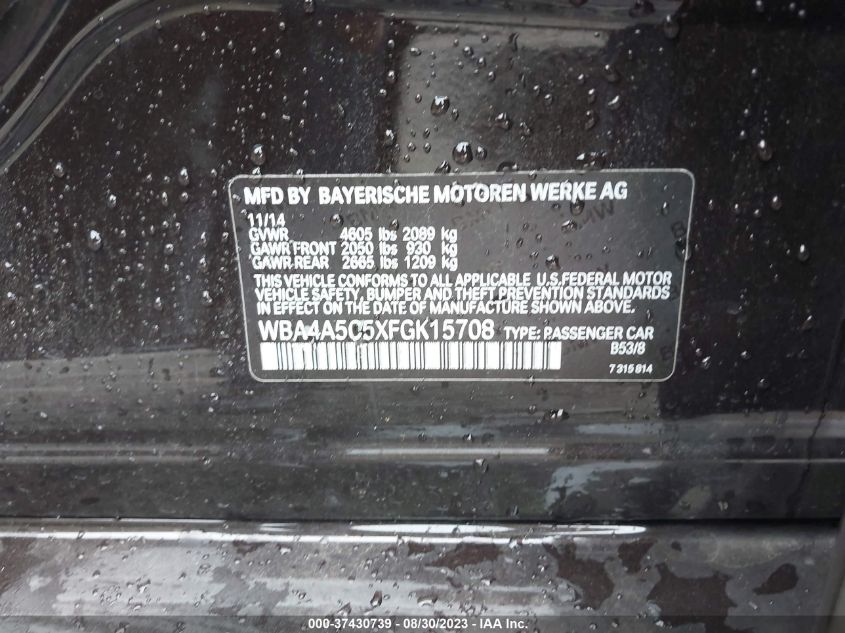 MFD BY BAYERISCHE MOTOREN WERKE AG
11/14
GVWR 4605 lbs 2089 kg
GAWR FRONT 2050 lbs 930 kg
GAWR REAR 2665 lbs 1209 kg
THIS VEHICLE CONFORMS TO ALL APPLICABLE U.S.FEDERAL MOTOR
VEHICLE SAFETY, BUMPER, AND THEFT PREVENTION STANDARDS
IN EFFECT ON THE DATE OF MANUFACTURE SHOWN ABOVE.
WBA4A5C5XFGK15708 TYPE: PASSENGER CAR
B53/8
7315814
000-37430739 - 08/30/2023 - IAA Inc.